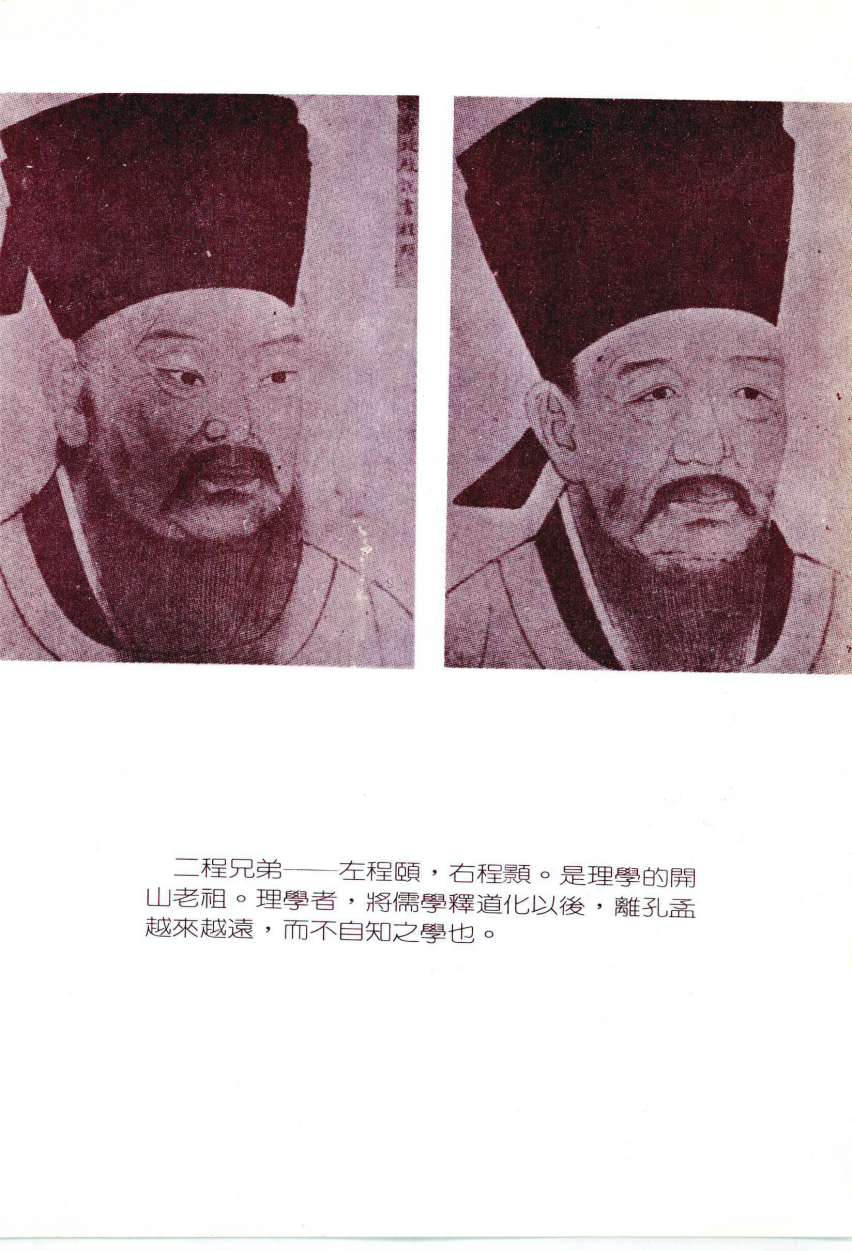 二程兄弟——左程頤，右程顥。是理學的開
山老祖。理學者，將儒學釋道化以後，離孔孟
越來越遠，而不自知之學也。